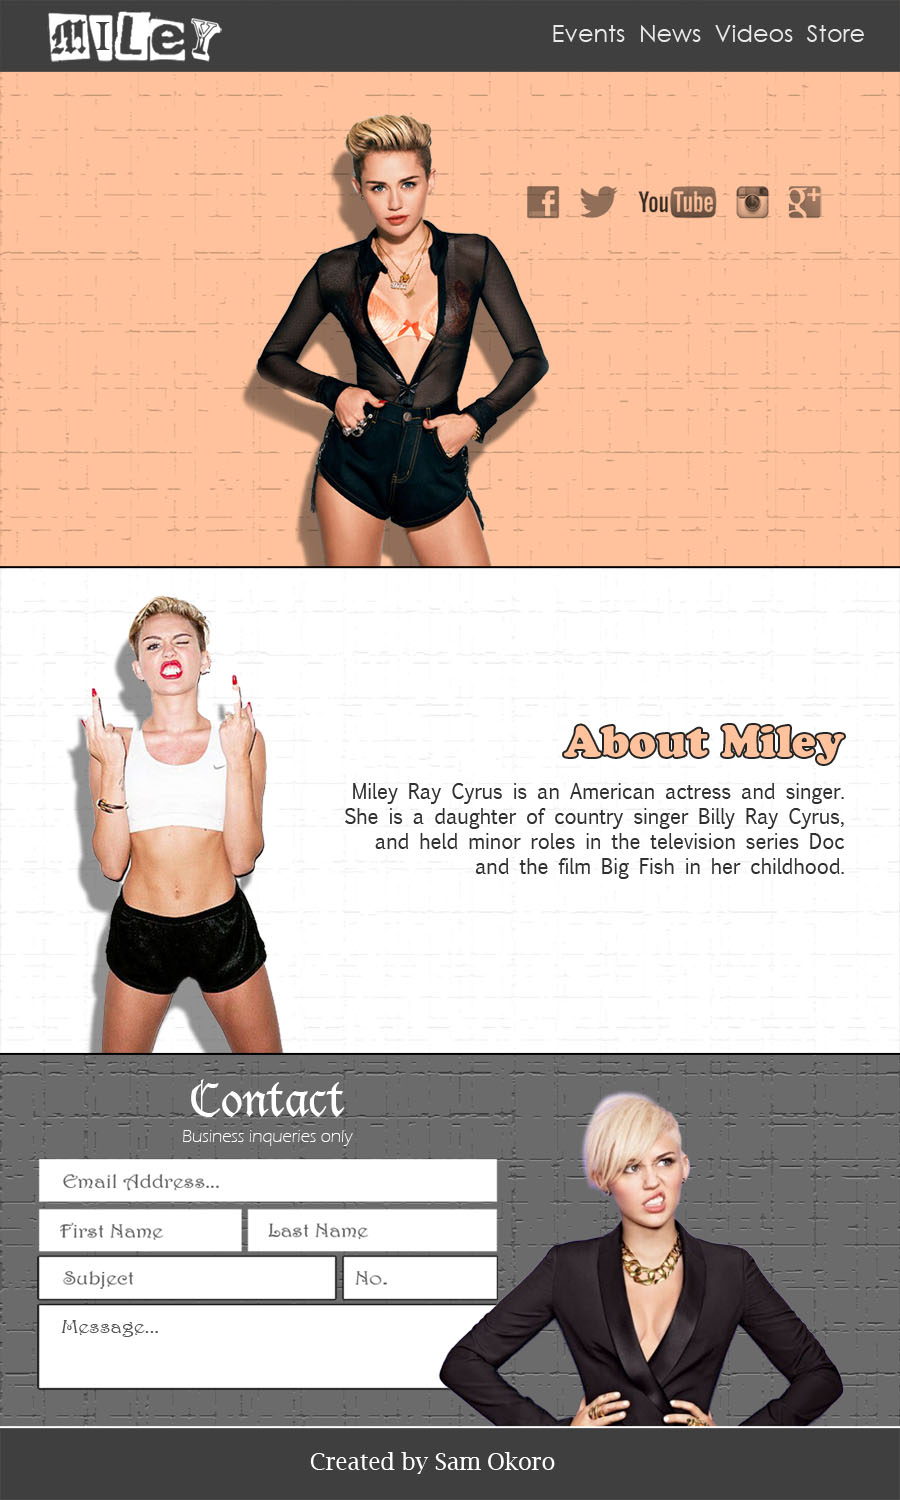 MiLeY
Events News Videos Store
YouTube
About Miley
Miley Ray Cyrus is an American actress and singer.
She is a daughter of country singer Billy Ray Cyrus,
and held minor roles in the television series Doc
and the film Big Fish in her childhood.
Contact
Business inqueries only
Email Address...
First Name
Last Name
Subject
No.
Message...
Created by Sam Okoro